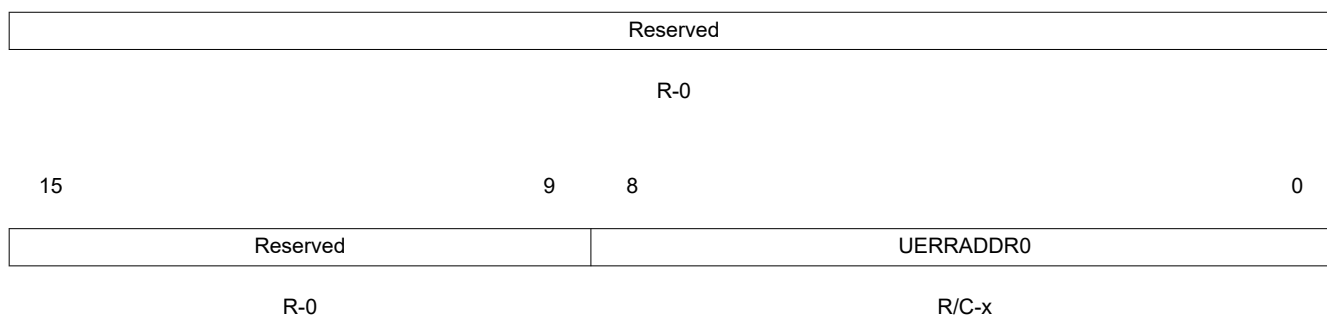 Reserved
R-0
15 9 8 0
Reserved UERRADDR0
R-0 R/C-x